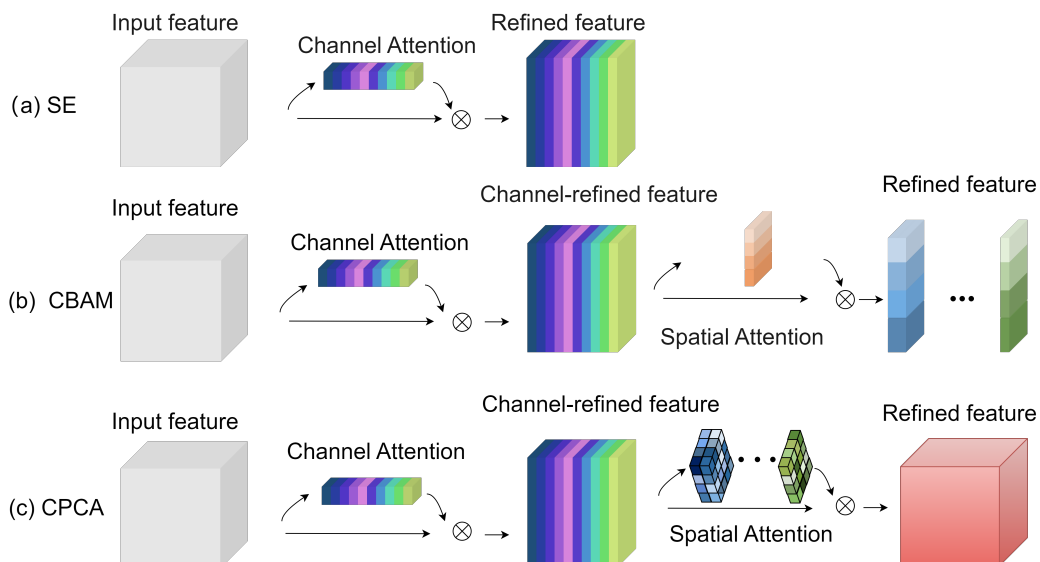 Input feature
Channel Attention
Refined feature
(a) SE
Input feature
Channel Attention
Channel-refined feature
Refined feature
(b) CBAM
Spatial Attention
Input feature
Channel Attention
Channel-refined feature
Refined feature
(c) CPCA
Spatial Attention